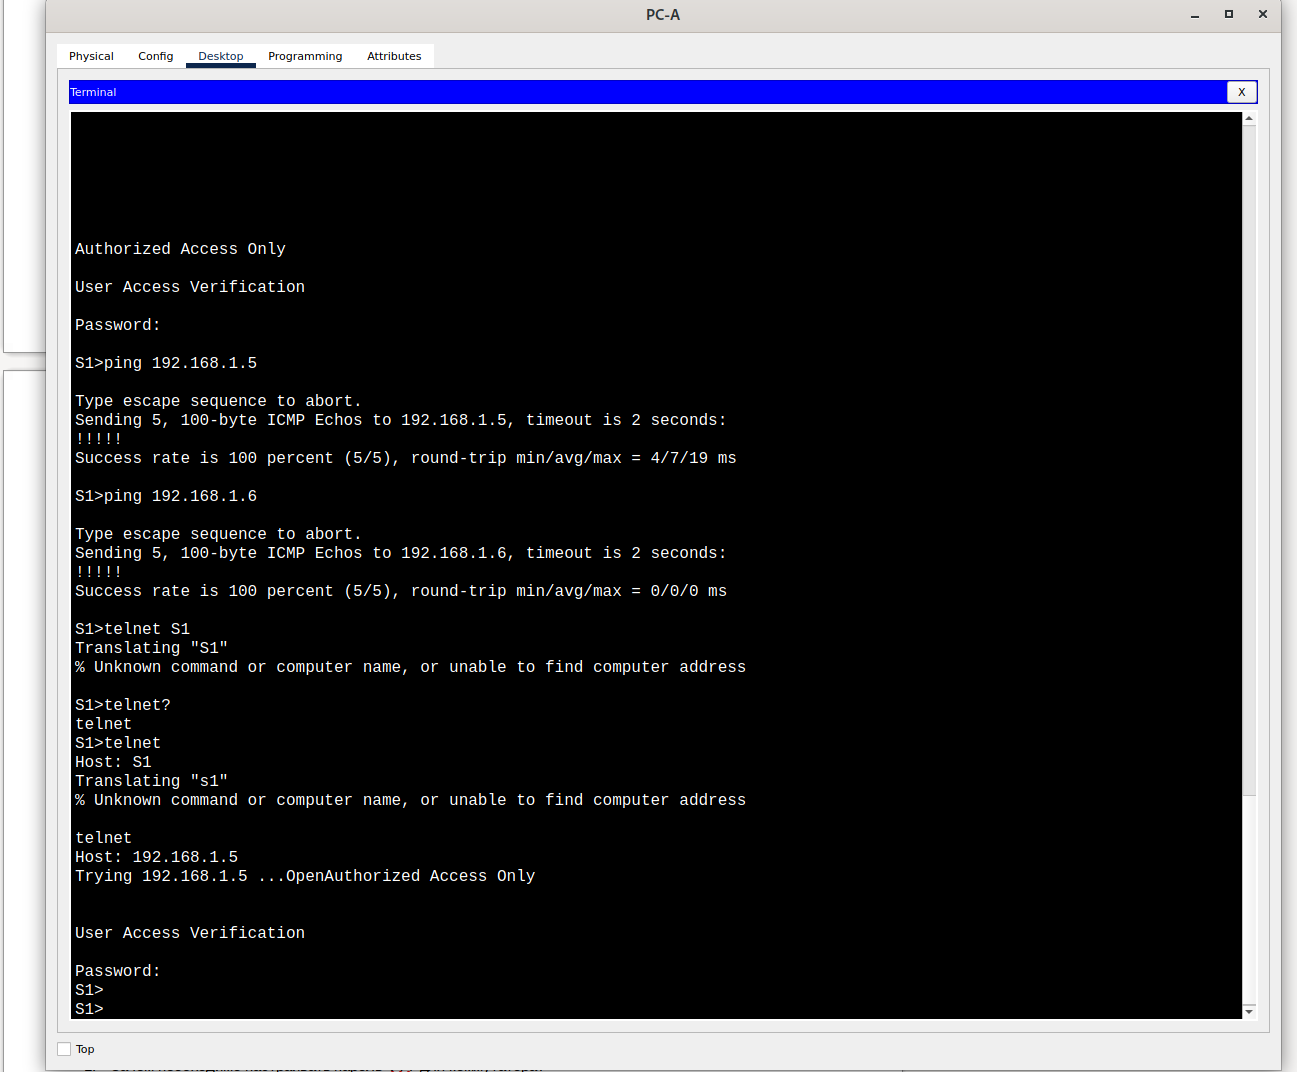 PC-A
Physical Config Desktop Programming Attributes
Terminal
X
Authorized Access Only
User Access Verification
Password:
S1>ping 192.168.1.5
Type escape sequence to abort.
Sending 5, 100-byte ICMP Echos to 192.168.1.5, timeout is 2 seconds:
!!!!!
Success rate is 100 percent (5/5), round-trip min/avg/max = 4/7/19 ms
S1>ping 192.168.1.6
Type escape sequence to abort.
Sending 5, 100-byte ICMP Echos to 192.168.1.6, timeout is 2 seconds:
!!!!!
Success rate is 100 percent (5/5), round-trip min/avg/max = 0/0/0 ms
S1>telnet S1
Translating "S1"
% Unknown command or computer name, or unable to find computer address
S1>telnet?
telnet
S1>telnet
Host: S1
Translating "s1"
% Unknown command or computer name, or unable to find computer address
telnet
Host: 192.168.1.5
Trying 192.168.1.5 ...OpenAuthorized Access Only
User Access Verification
Password:
S1>
S1>
Top